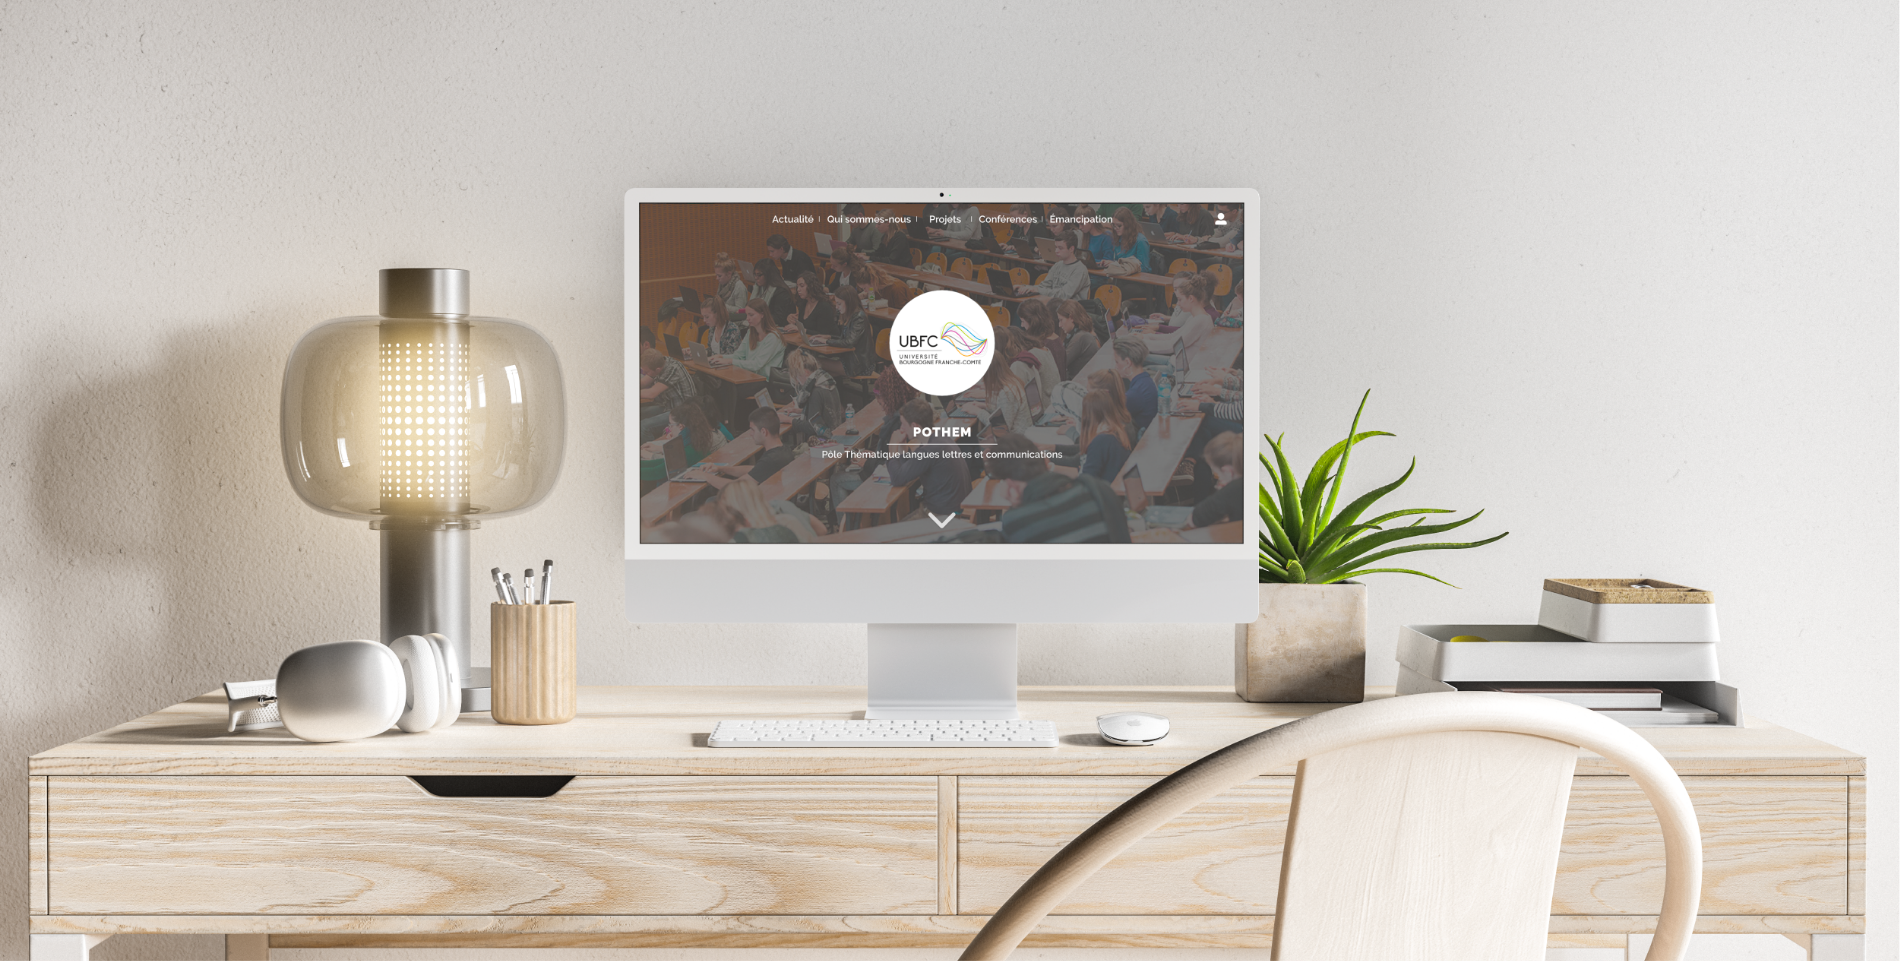 Actualité | Qui sommes-nous | Projets | Conférences | Émancipation
UBFC
UNIVERSITÉ
BOURGOGNE FRANCHE-COMTÉ
POTHEM
Pôle Thématique langues lettres et communications